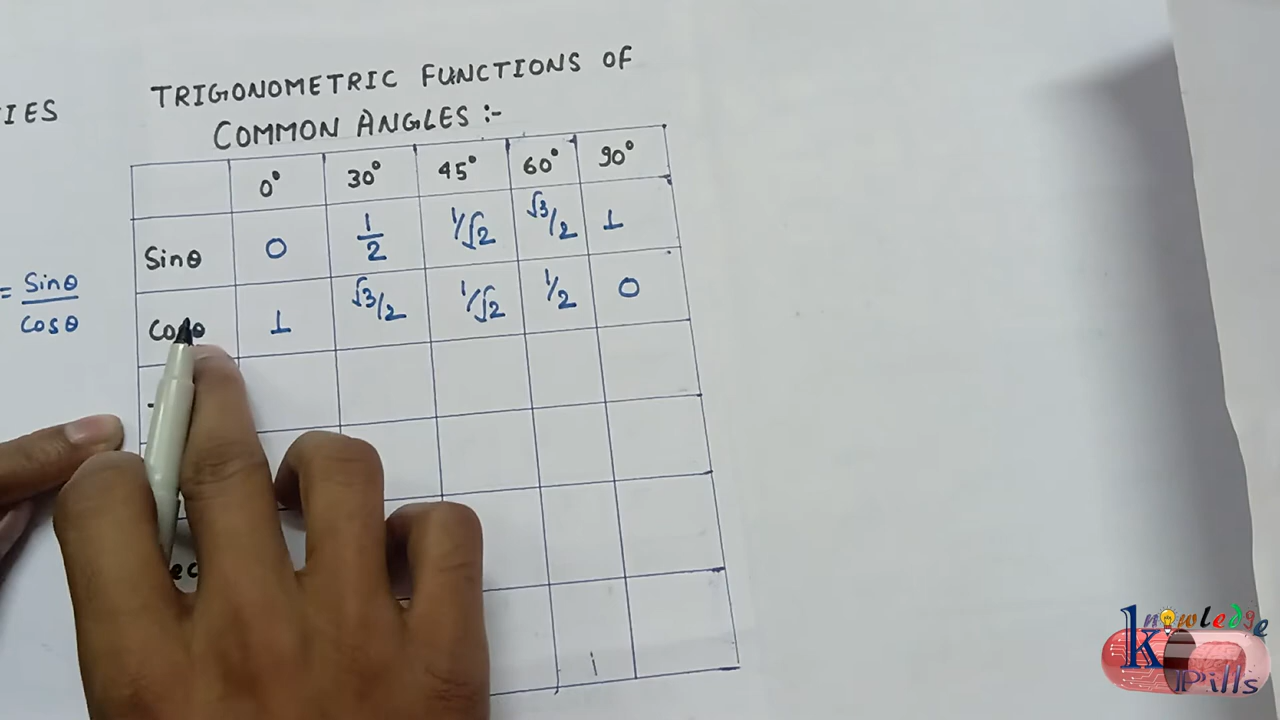 IES
= Sinθ
Cosθ
TRIGONOMETRIC FUNCTIONS OF
COMMON ANGLES :-
0° 30° 45° 60° 90°
Sinθ 0 1/2 1/√2 √3/2 1
1 √3/2 1/√2 1/2 0
ec
i
Knowledge
Pills